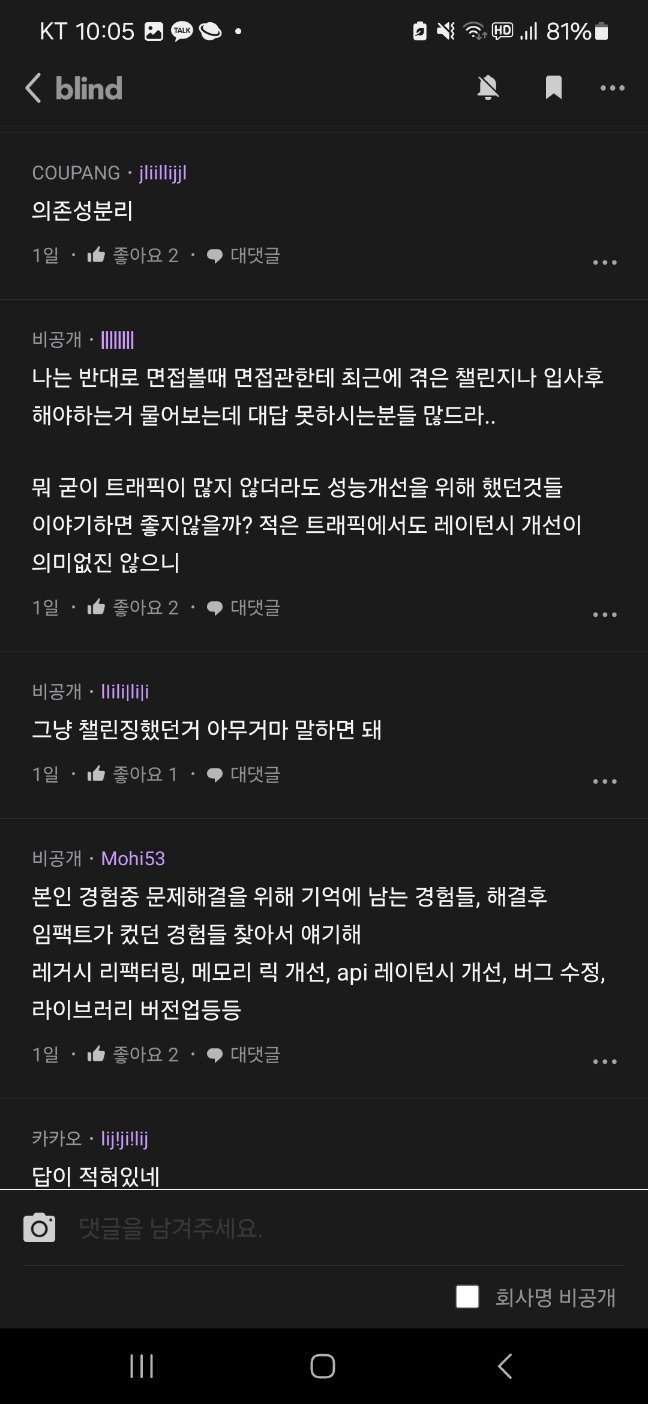 KT 10:05 TALK HD 81%
blind
COUPANG · jliillijjl
의존성분리
1일 · 좋아요 2 · 대댓글
비공개 · llllllll
나는 반대로 면접볼때 면접관한테 최근에 겪은 챌린지나 입사후
해야하는거 물어보는데 대답 못하시는분들 많드라..
뭐 굳이 트래픽이 많지 않더라도 성능개선을 위해 했던것들
이야기하면 좋지않을까? 적은 트래픽에서도 레이턴시 개선이
의미없진 않으니
1일 · 좋아요 2 · 대댓글
비공개 · lIili|li|i
그냥 챌린징했던거 아무거마 말하면 돼
1일 · 좋아요 1 · 대댓글
비공개 · Mohi53
본인 경험중 문제해결을 위해 기억에 남는 경험들, 해결후
임팩트가 컸던 경험들 찾아서 얘기해
레거시 리팩터링, 메모리 릭 개선, api 레이턴시 개선, 버그 수정,
라이브러리 버전업등등
1일 · 좋아요 2 · 대댓글
카카오 · lij!ji!lij
답이 적혀있네
댓글을 남겨주세요.
회사명 비공개